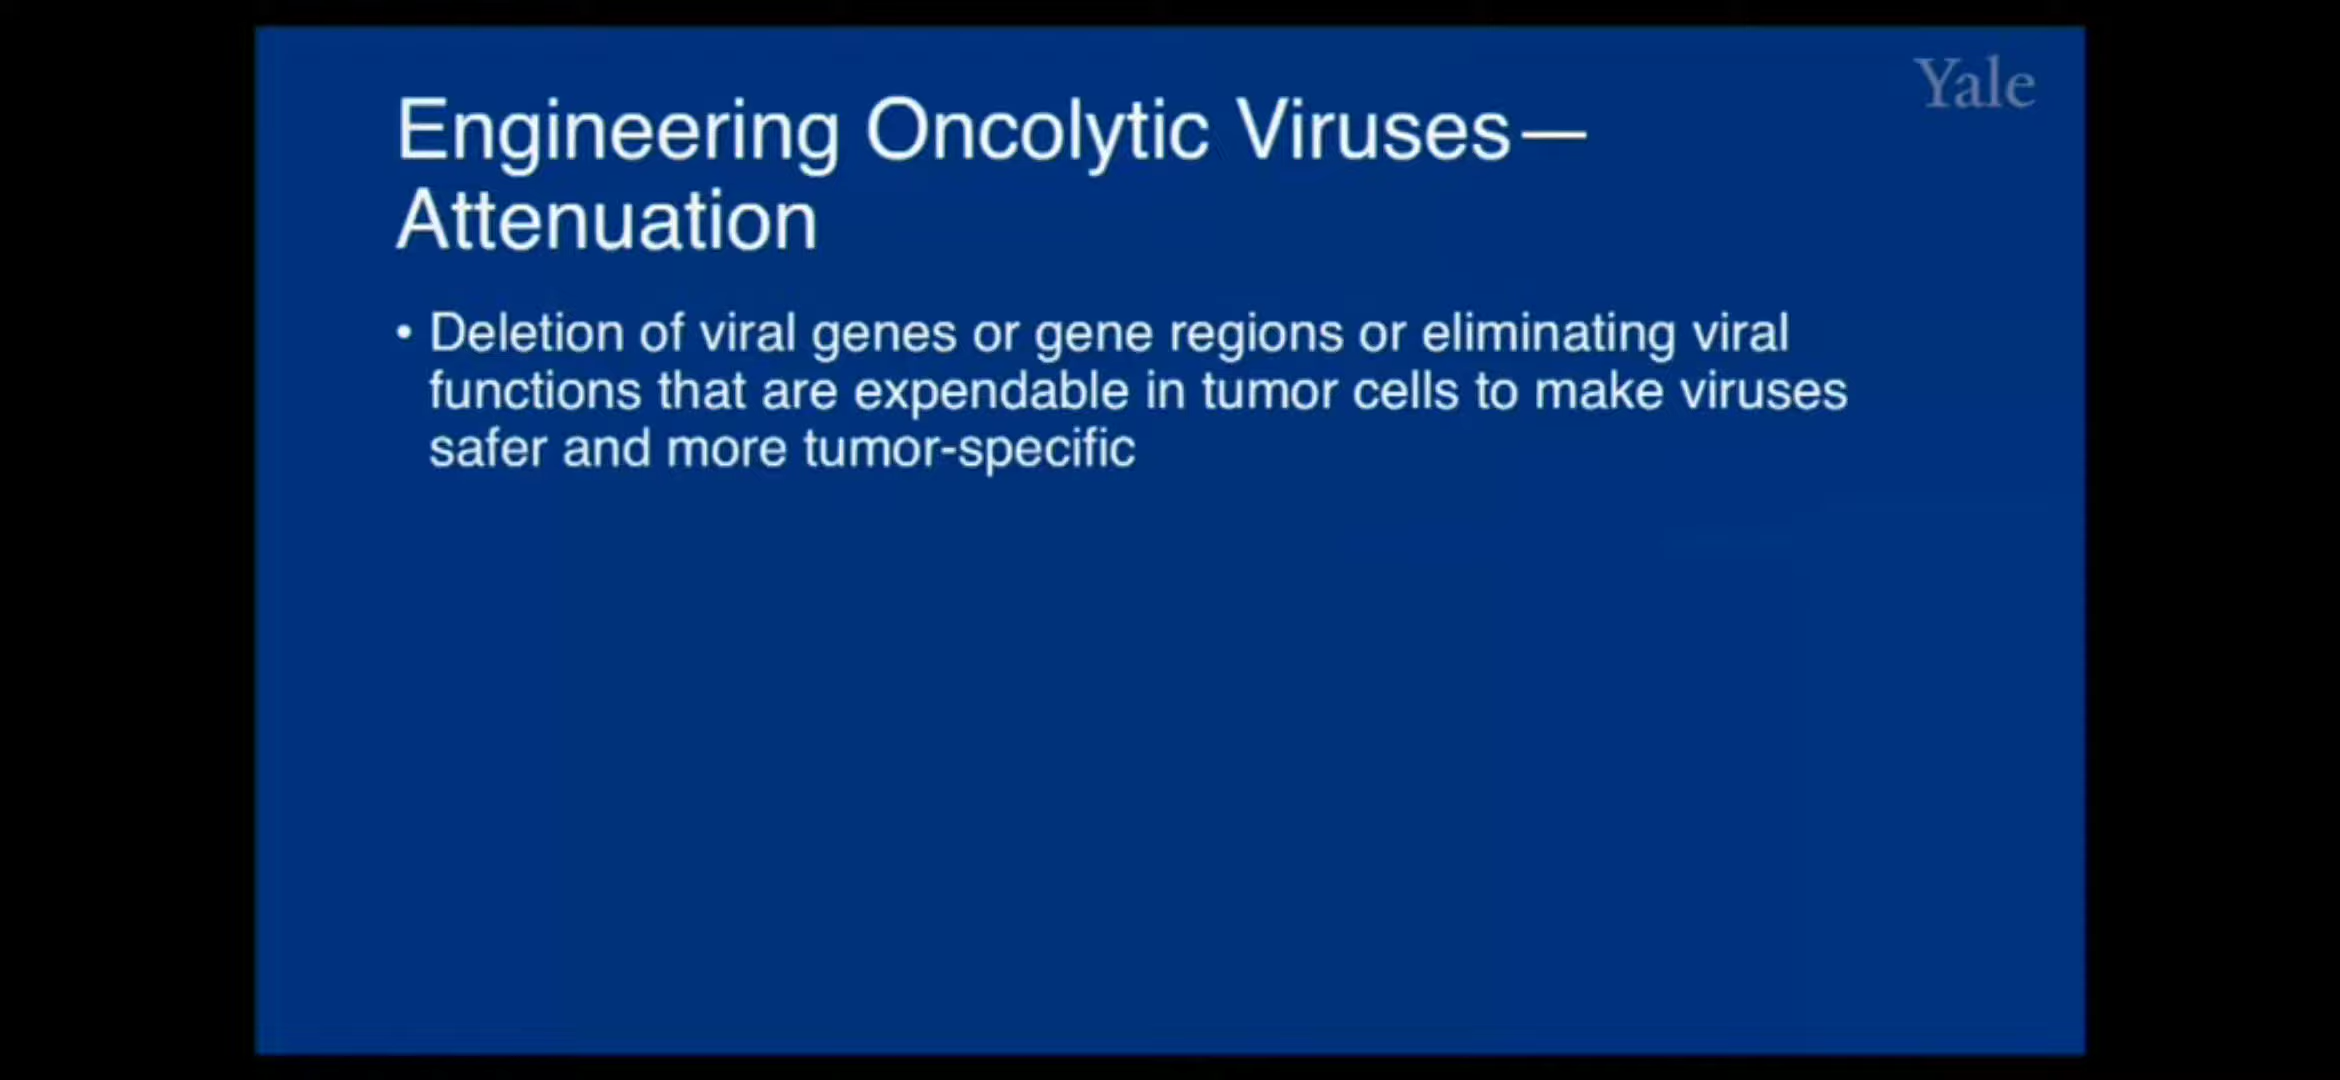 Yale
Engineering Oncolytic Viruses—
Attenuation
• Deletion of viral genes or gene regions or eliminating viral
functions that are expendable in tumor cells to make viruses
safer and more tumor-specific